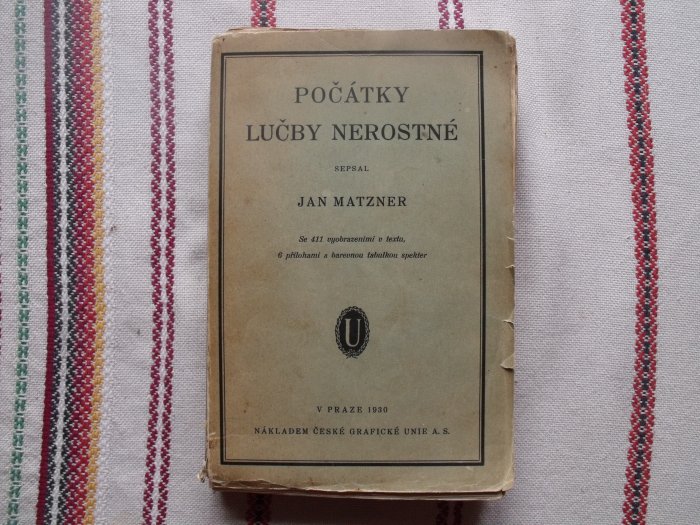 POČÁTKY
LUČBY NEROSTNÉ
SEPSAL
JAN MATZNER
Se 411 vyobrazeními v textu,
6 přílohami a barevnou tabulkou spekter
U
V PRAZE 1930
NÁKLADEM ČESKÉ GRAFICKÉ UNIE A. S.